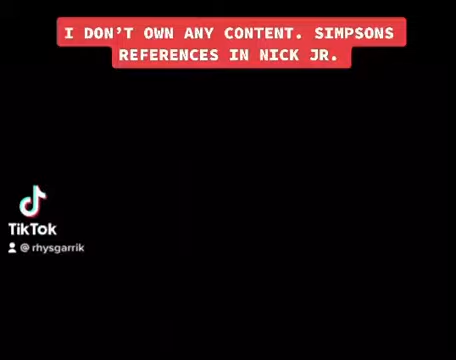 I DON'T OWN ANY CONTENT. SIMPSONS
REFERENCES IN NICK JR.
TikTok
@ rhysgarrik